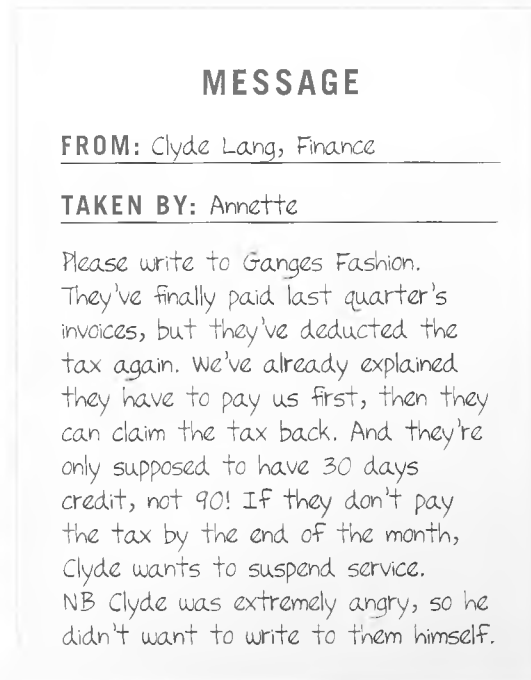 MESSAGE
FROM: Clyde Lang, Finance
TAKEN BY: Annette
Please write to Ganges Fashion.
They've finally paid last quarter's
invoices, but they've deducted the
tax again. We've already explained
they have to pay us first, then they
can claim the tax back. And they're
only supposed to have 30 days
credit, not 90! If they don't pay
the tax by the end of the month,
Clyde wants to suspend service.
NB Clyde was extremely angry, so he
didn't want to write to them himself.